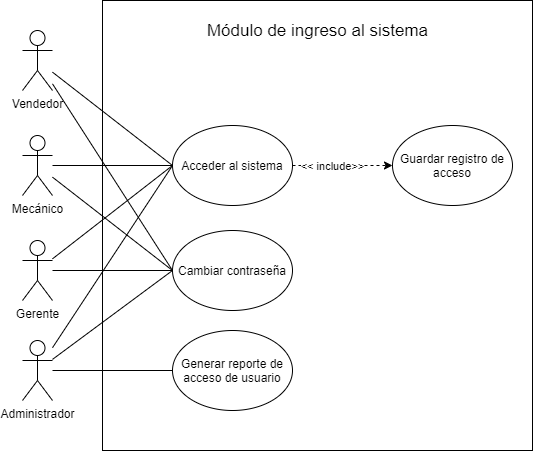 Módulo de ingreso al sistema
Vendedor
Mecánico
Gerente
Administrador
Acceder al sistema
<< include>>
Guardar registro de
acceso
Cambiar contraseña
Generar reporte de
acceso de usuario